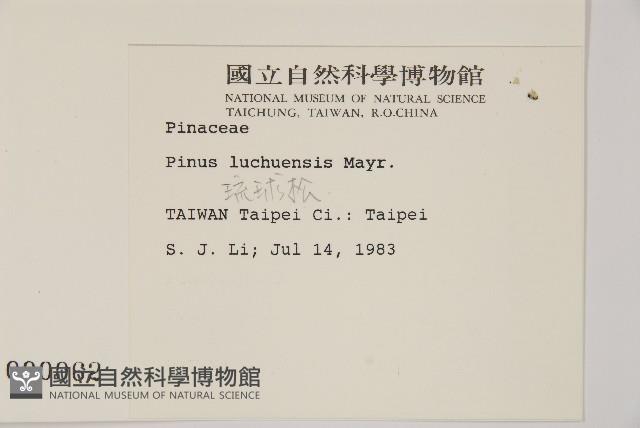 國立自然科學博物館
NATIONAL MUSEUM OF NATURAL SCIENCE
TAICHUNG, TAIWAN, R.O.CHINA
Pinaceae
Pinus luchuensis Mayr.
琉球松
TAIWAN Taipei Ci.: Taipei
S. J. Li; Jul 14, 1983
國立自然科學博物館
NATIONAL MUSEUM OF NATURAL SCIENCE